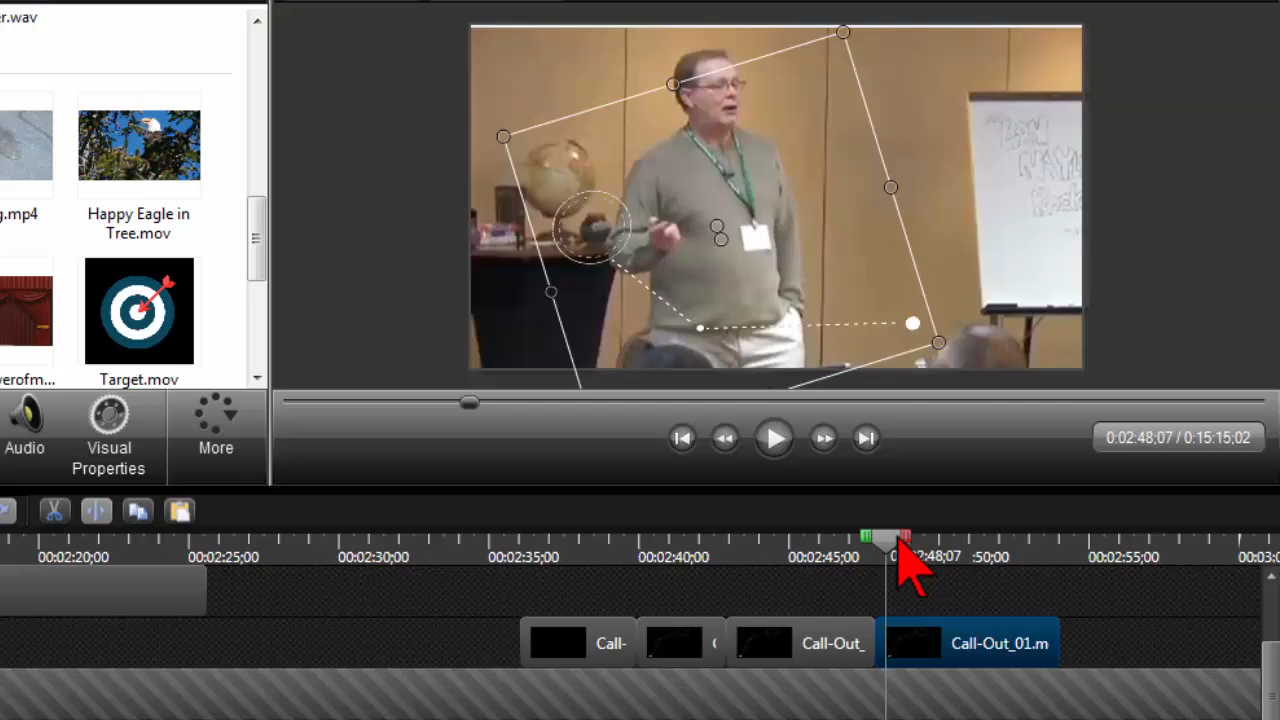 er.wav
g.mp4
Happy Eagle in
Tree.mov
verofm...
Target.mov
Audio
Visual
Properties
More
0:02:48;07 / 0:15:15;02
00:02:20;00
00:02:25;00
00:02:30;00
00:02:35;00
00:02:40;00
00:02:45;00
2:48;07
:50;00
00:02:55;00
00:03:0
Call-
Call-Out_
Call-Out_01.m